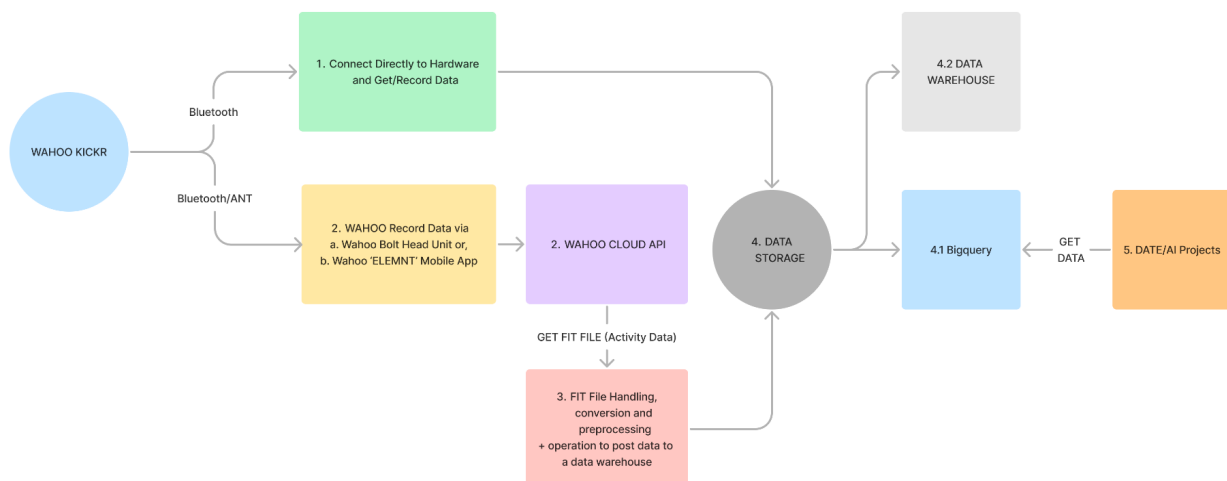 1. Connect Directly to Hardware
and Get/Record Data
4.2 DATA
WAREHOUSE
Bluetooth
WAHOO KICKR
Bluetooth/ANT
2. WAHOO Record Data via
a. Wahoo Bolt Head Unit or,
b. Wahoo 'ELEMNT' Mobile App
2. WAHOO CLOUD API
4. DATA
STORAGE
4.1 Bigquery
GET
DATA
5. DATE/AI Projects
GET FIT FILE (Activity Data)
3. FIT File Handling,
conversion and
preprocessing
+ operation to post data to
a data warehouse